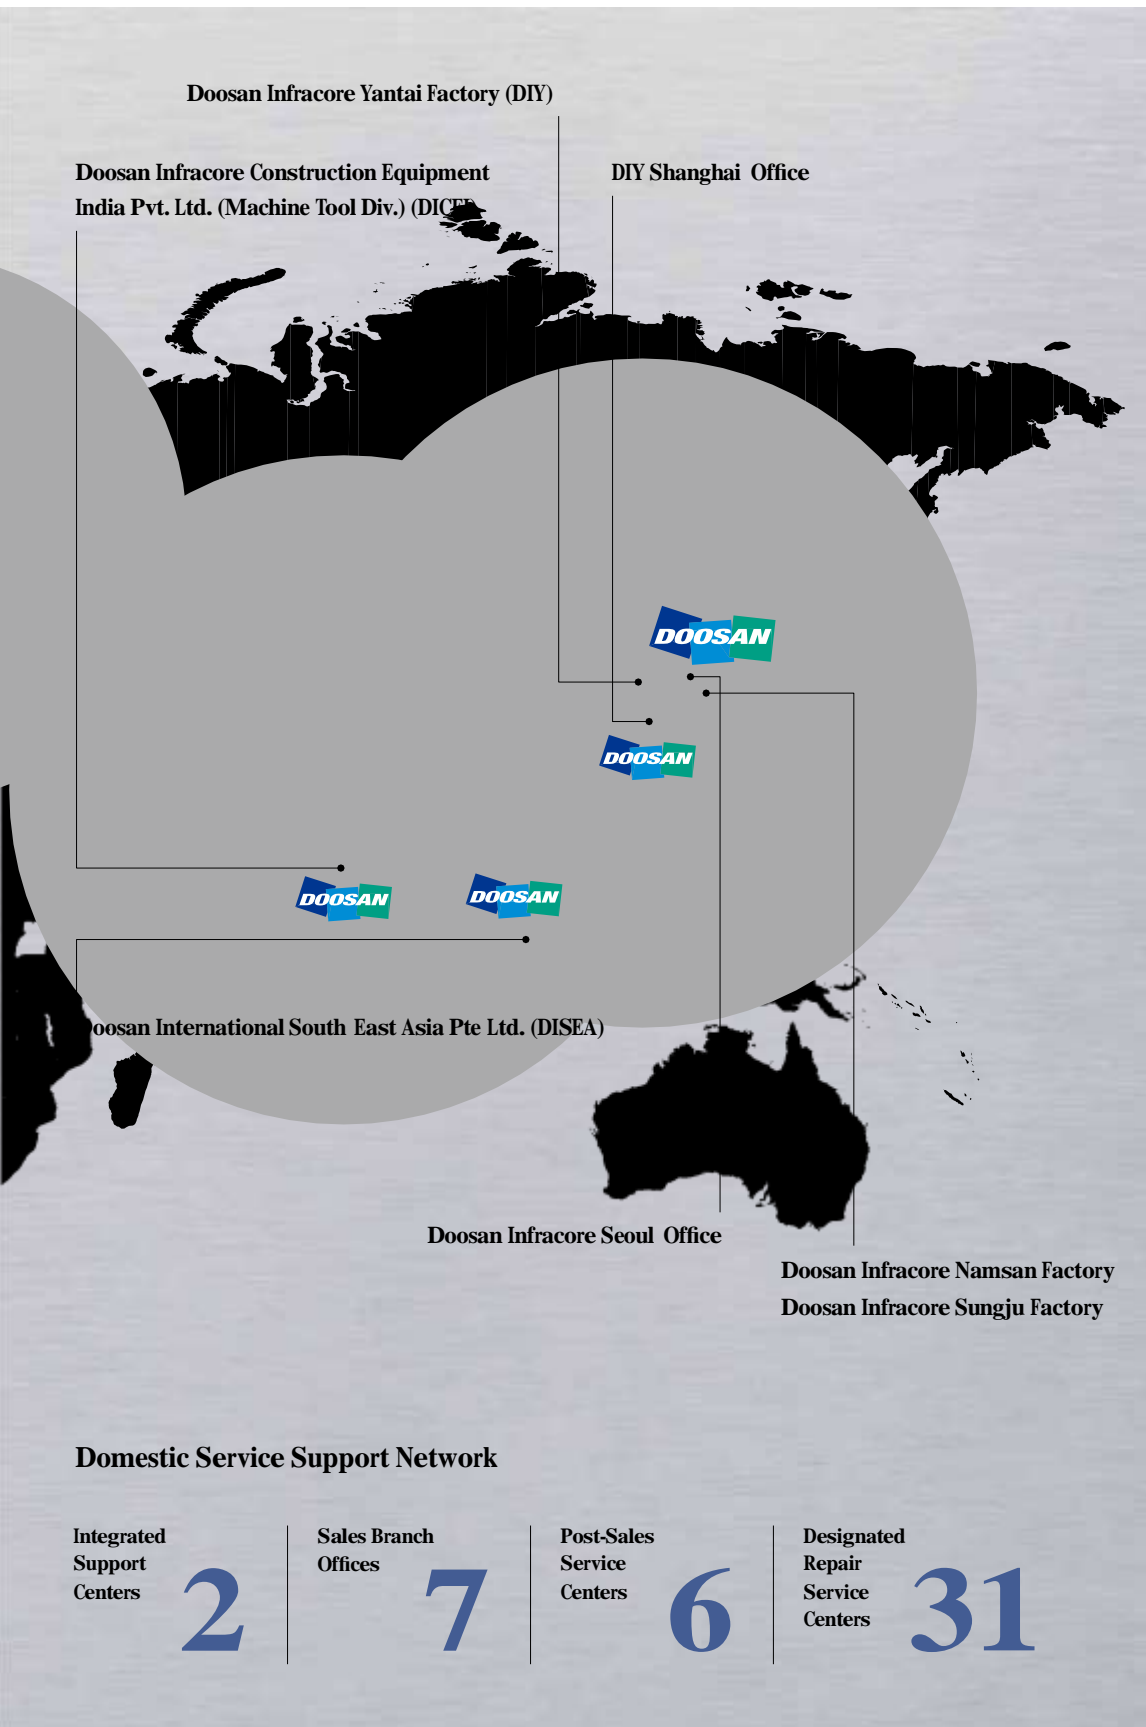 Doosan Infracore Yantai Factory (DIY)
Doosan Infracore Construction Equipment
India Pvt. Ltd. (Machine Tool Div.)
DIY Shanghai Office
DOOSAN
DOOSAN
DOOSAN
DOOSAN
Doosan International South East Asia Pte Ltd. (DISEA)
Doosan Infracore Seoul Office
Doosan Infracore Namsan Factory
Doosan Infracore Sungju Factory
Domestic Service Support Network
Integrated
Support
Centers
2
Sales Branch
Offices
7
Post-Sales
Service
Centers
6
Designated
Repair
Service
Centers
31